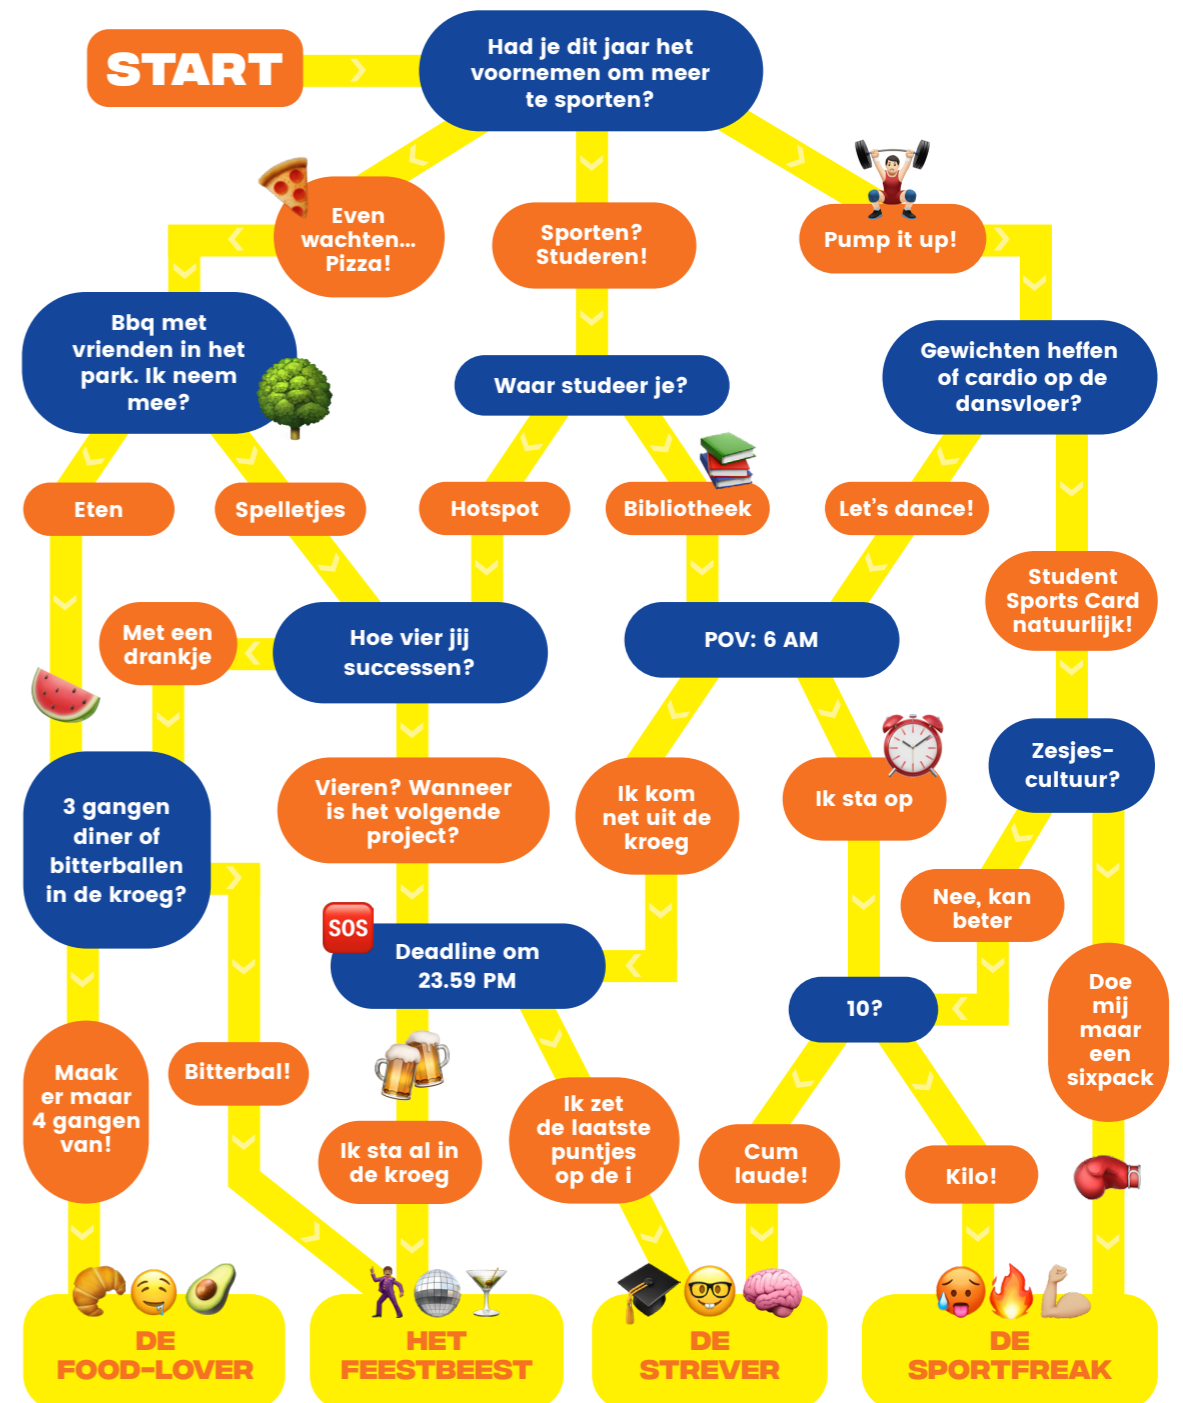 START
Had je dit jaar het
voornemen om meer
te sporten?
Even
wachten...
Pizza!
Sporten?
Studeren!
Pump it up!
Bbq met
vrienden in het
park. Ik neem
mee?
Waar studeer je?
Gewichten heffen
of cardio op de
dansvloer?
Eten
Spelletjes
Hotspot
Bibliotheek
Let's dance!
Student
Sports Card
natuurlijk!
Met een
drankje
Hoe vier jij
successen?
POV: 6 AM
Zesjes-
cultuur?
3 gangen
diner of
bitterballen
in de kroeg?
Vieren? Wanneer
is het volgende
project?
Ik kom
net uit de
kroeg
Ik sta op
Nee, kan
beter
SOS
Deadline om
23.59 PM
10?
Doe
mij
maar
een
sixpack
Maak
er maar
4 gangen
van!
Bitterbal!
Ik sta al in
de kroeg
Ik zet
de laatste
puntjes
op de i
Cum
laude!
Kilo!
DE
FOOD-LOVER
HET
FEESTBEEST
DE
STREVER
DE
SPORTFREAK